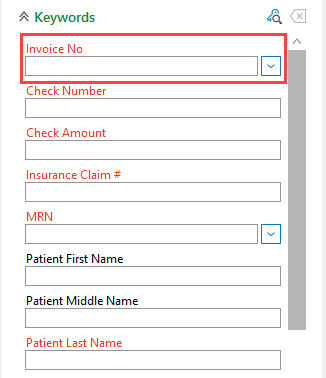 Keywords
Invoice No
Check Number
Check Amount
Insurance Claim #
MRN
Patient First Name
Patient Middle Name
Patient Last Name